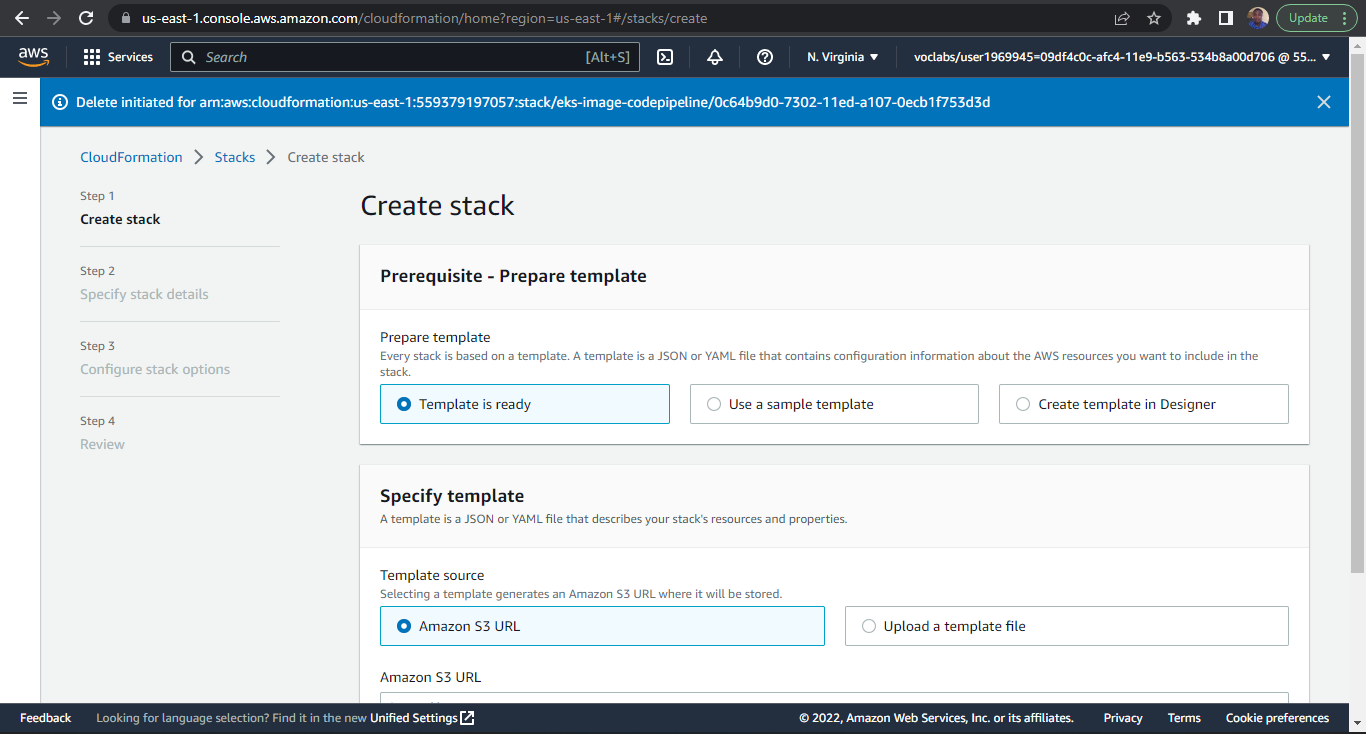 us-east-1.console.aws.amazon.com/cloudformation/home?region=us-east-1#/stacks/create
Update
aws
Services
Search
[Alt+S]
N. Virginia
voclabs/user1969945=09df4c0c-afc4-11e9-b563-534b8a00d706 @ 55...
Delete initiated for arn:aws:cloudformation:us-east-1:559379197057:stack/eks-image-codepipeline/0c64b9d0-7302-11ed-a107-0ecb1f753d3d
CloudFormation
Stacks
Create stack
Step 1
Create stack
Step 2
Specify stack details
Step 3
Configure stack options
Step 4
Review
Create stack
Prerequisite - Prepare template
Prepare template
Every stack is based on a template. A template is a JSON or YAML file that contains configuration information about the AWS resources you want to include in the
stack.
Template is ready
Use a sample template
Create template in Designer
Specify template
A template is a JSON or YAML file that describes your stack's resources and properties.
Template source
Selecting a template generates an Amazon S3 URL where it will be stored.
Amazon S3 URL
Upload a template file
Amazon S3 URL
Feedback
Looking for language selection? Find it in the new Unified Settings
© 2022, Amazon Web Services, Inc. or its affiliates.
Privacy
Terms
Cookie preferences